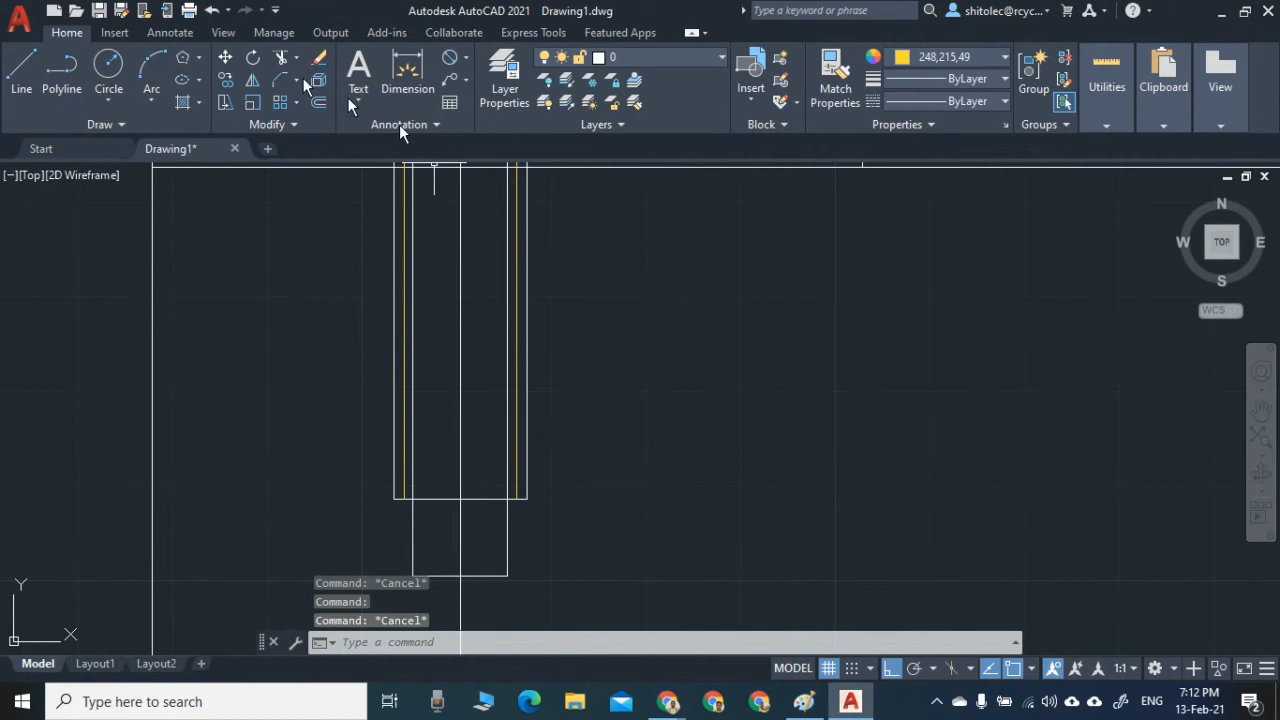 Autodesk AutoCAD 2021 Drawing1.dwg
Type a keyword or phrase
shitolec@rcyc...
Home Insert Annotate View Manage Output Add-ins Collaborate Express Tools Featured Apps
Line Polyline Circle Arc
Text Dimension
Layer
Properties
0
Insert
Match
Properties
248,215,49
ByLayer
ByLayer
Group
Utilities
Clipboard
View
Draw Modify Annotation Layers Block Properties Groups
Start Drawing1*
[−][Top][2D Wireframe]
N
W TOP E
S
WCS
Y
X
Command: *Cancel*
Command:
Command: *Cancel*
Type a command
Model Layout1 Layout2
MODEL 1:1
Type here to search
ENG
7:12 PM
13-Feb-21
2